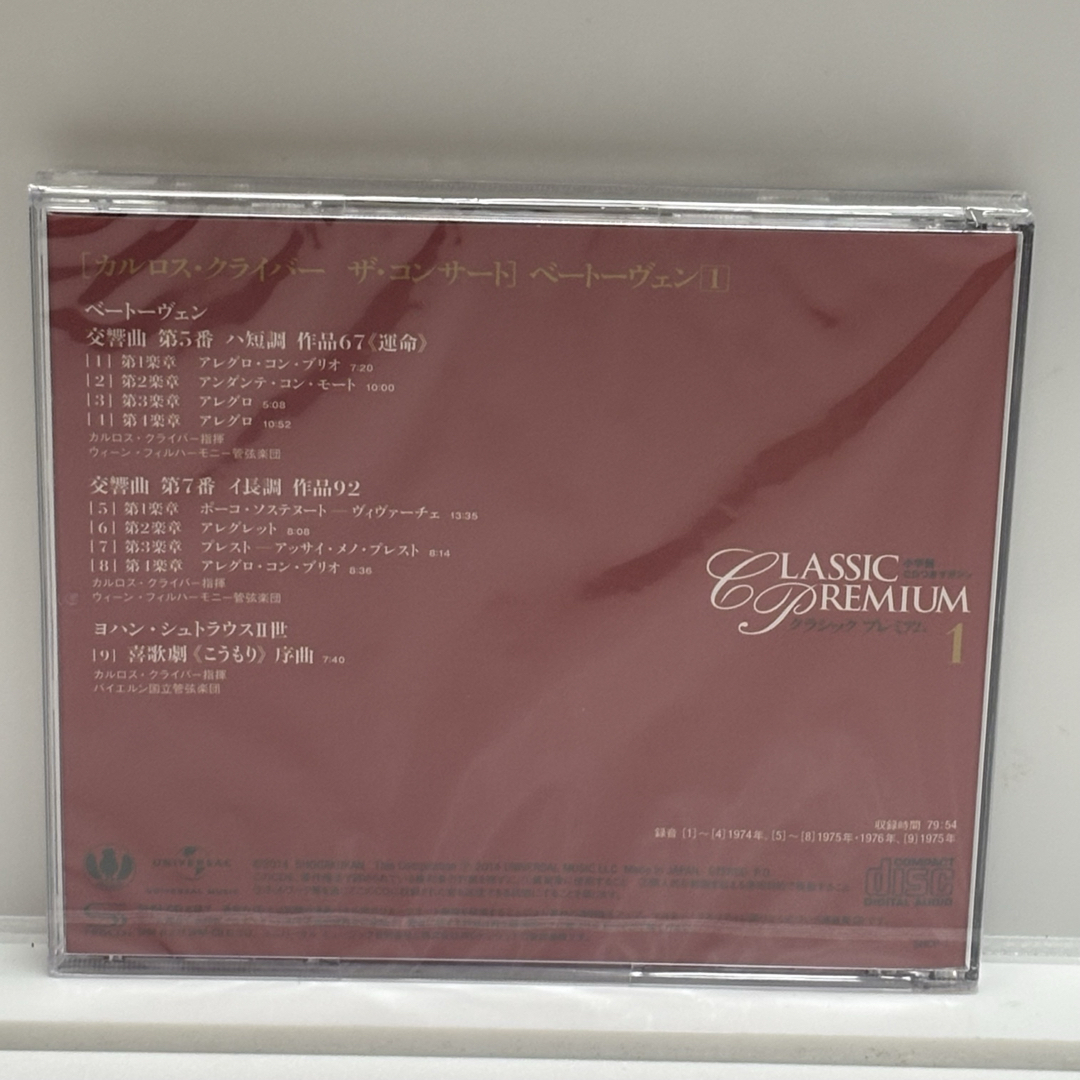 [カルロス・クライバー ザ・コンサート] ベートーヴェン[1]
ベートーヴェン
交響曲 第5番 ハ短調 作品67《運命》
[1] 第1楽章 アレグロ・コン・ブリオ 7:20
[2] 第2楽章 アンダンテ・コン・モート 10:00
[3] 第3楽章 アレグロ 5:08
[4] 第4楽章 アレグロ 10:52
カルロス・クライバー指揮
ウィーン・フィルハーモニー管弦楽団
交響曲 第7番 イ長調 作品92
[5] 第1楽章 ポーコ・ソステヌート—ヴィヴァーチェ 13:35
[6] 第2楽章 アレグレット 8:08
[7] 第3楽章 プレスト—アッサイ・メノ・プレスト 8:14
[8] 第4楽章 アレグロ・コン・ブリオ 8:36
カルロス・クライバー指揮
ウィーン・フィルハーモニー管弦楽団
ヨハン・シュトラウスII世
[9] 喜歌劇《こうもり》序曲 7:40
カルロス・クライバー指揮
バイエルン国立管弦楽団
小学館
CLASSIC
PREMIUM
クラシック プレミアム
1
収録時間 79:54
録音 [1]〜[4]1974年、[5]〜[8]1975年・1976年、[9]1975年
UNIVERSAL
UNIVERSAL MUSIC
COMPACT
disc
DIGITAL AUDIO